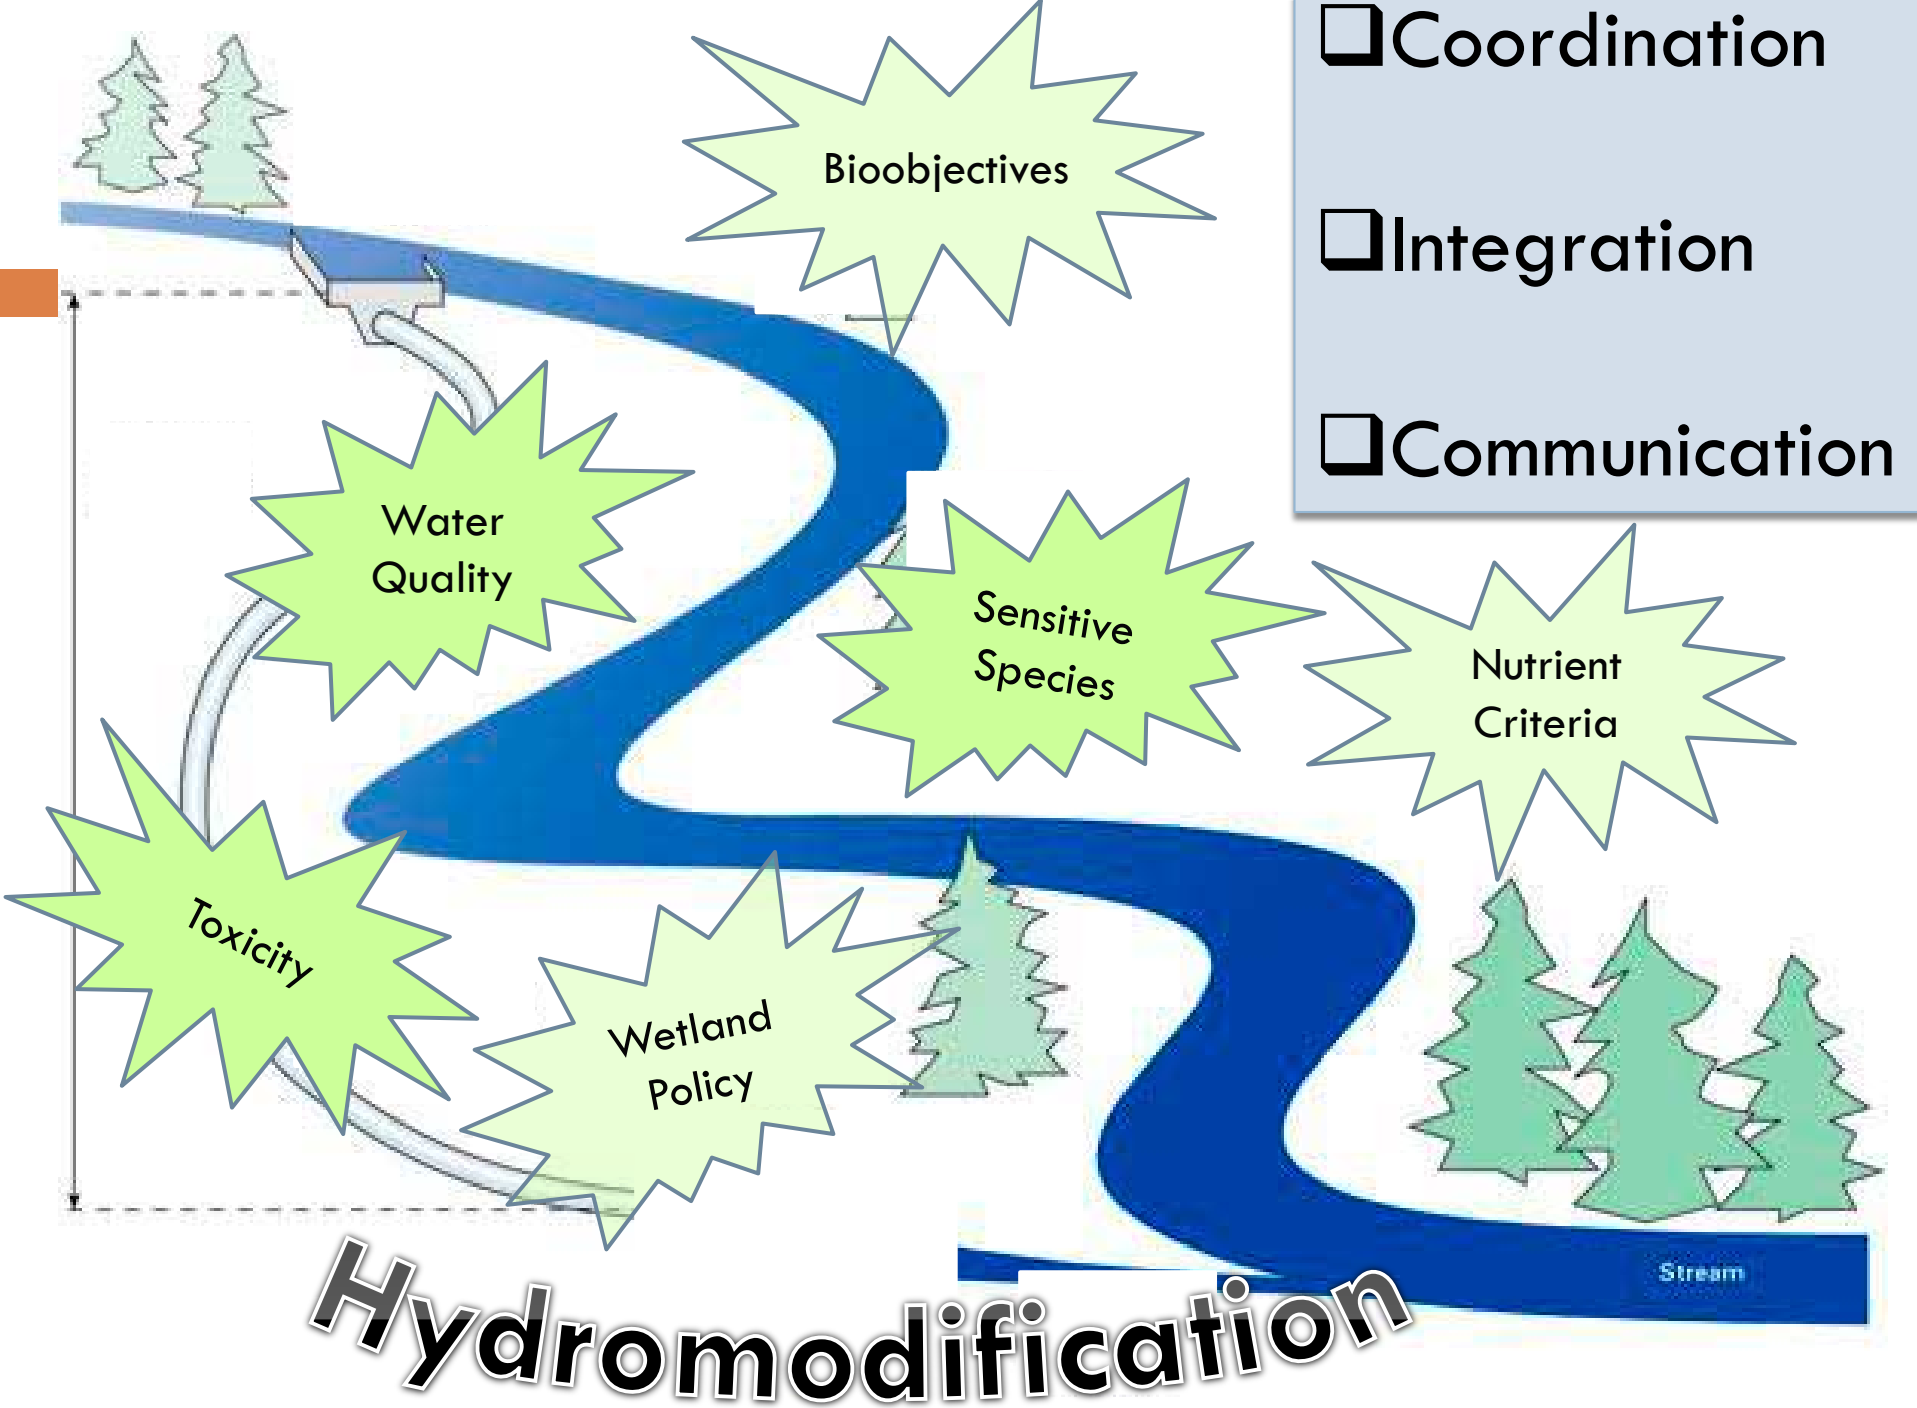 ❑Coordination
❑Integration
❑Communication
Bioobjectives
Water
Quality
Sensitive
Species
Nutrient
Criteria
Toxicity
Wetland
Policy
Stream
Hydromodification